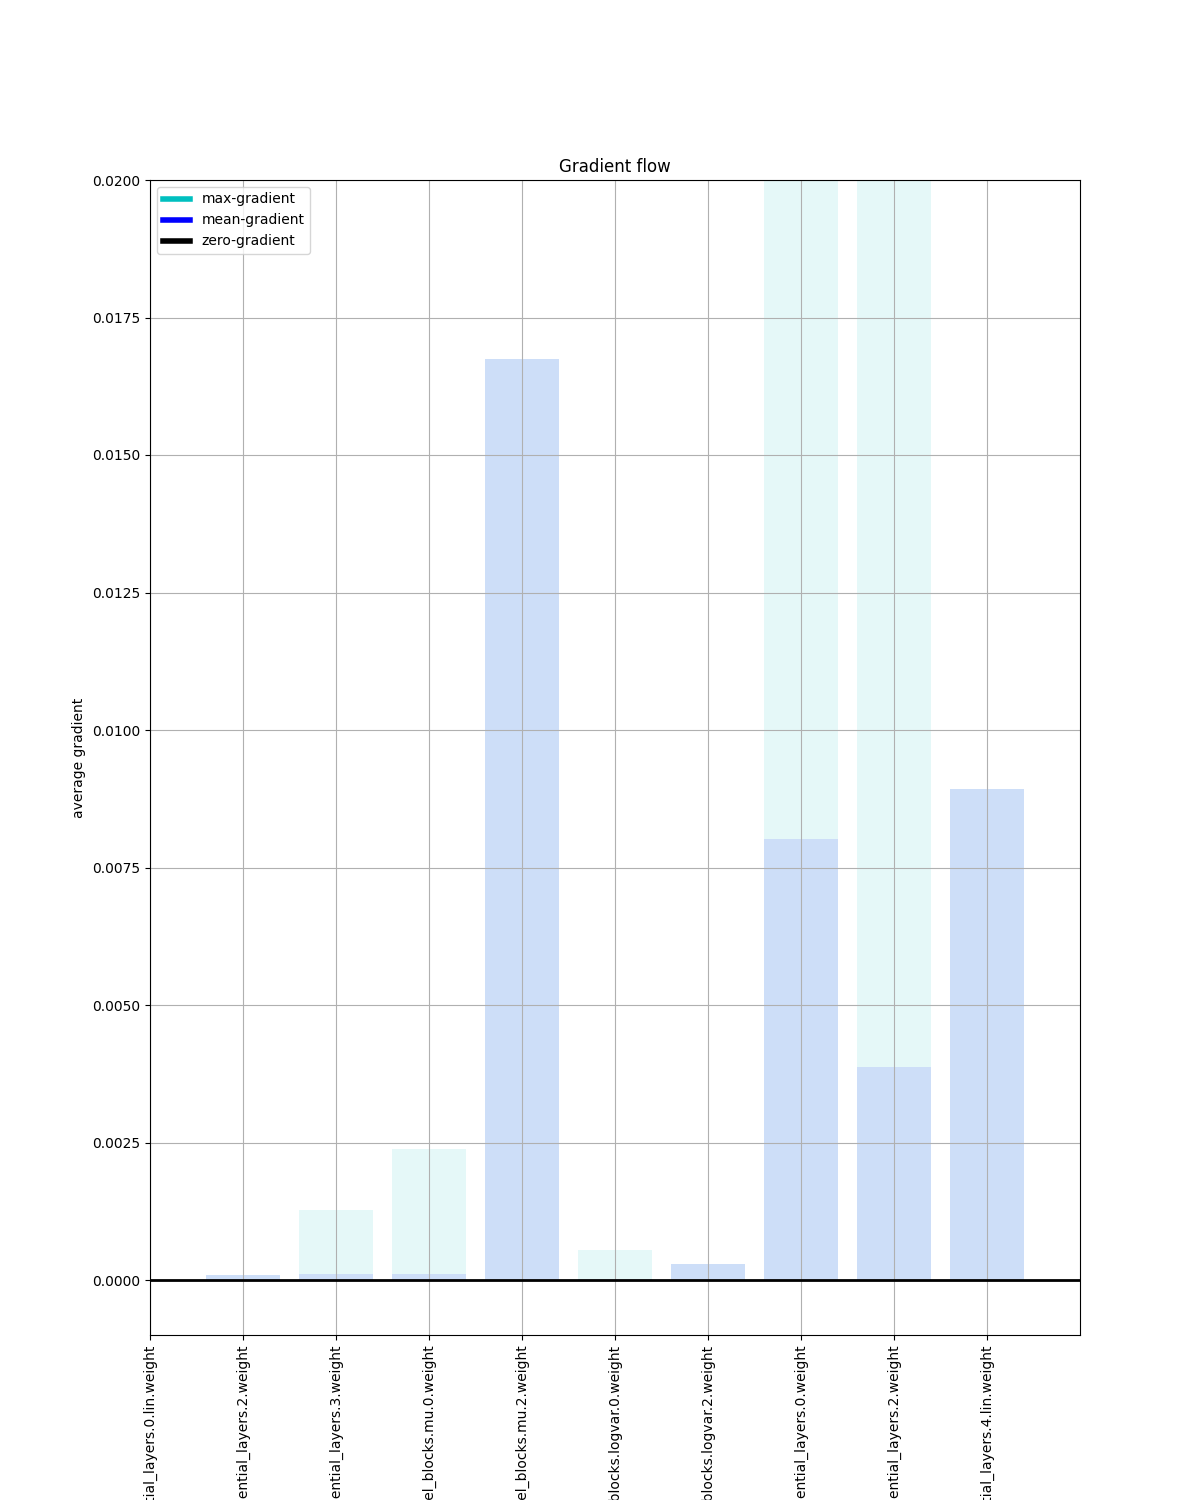 Gradient flow
max-gradient
mean-gradient
zero-gradient
0.0200
0.0175
0.0150
0.0125
0.0100
0.0075
0.0050
0.0025
0.0000
average gradient
tial_layers.0.lin.weight
ential_layers.2.weight
ential_layers.3.weight
el_blocks.mu.0.weight
el_blocks.mu.2.weight
blocks.logvar.0.weight
blocks.logvar.2.weight
ential_layers.0.weight
ential_layers.2.weight
tial_layers.4.lin.weight